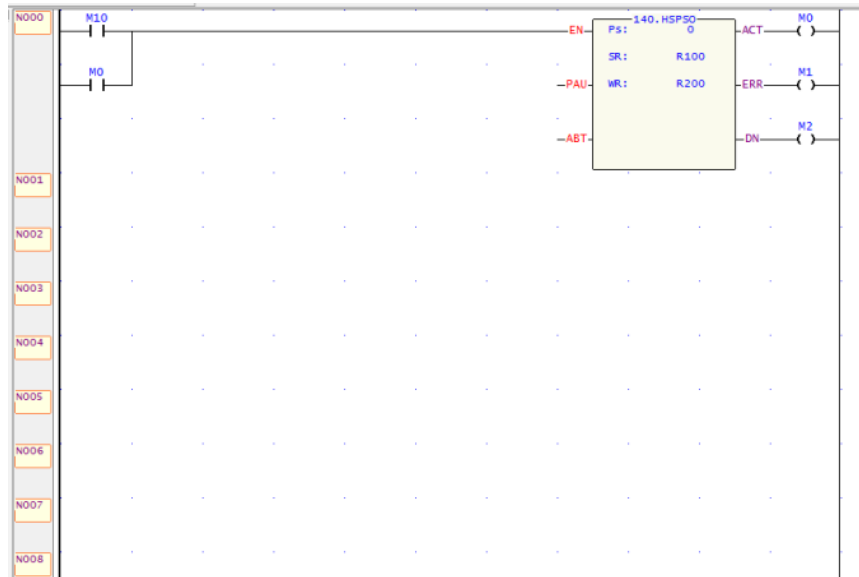 N000 M10 140.HSPSO M0
EN Ps: 0 ACT
SR: R100
M0 M1
PAU WR: R200 ERR
M2
ABT DN
N001
N002
N003
N004
N005
N006
N007
N008